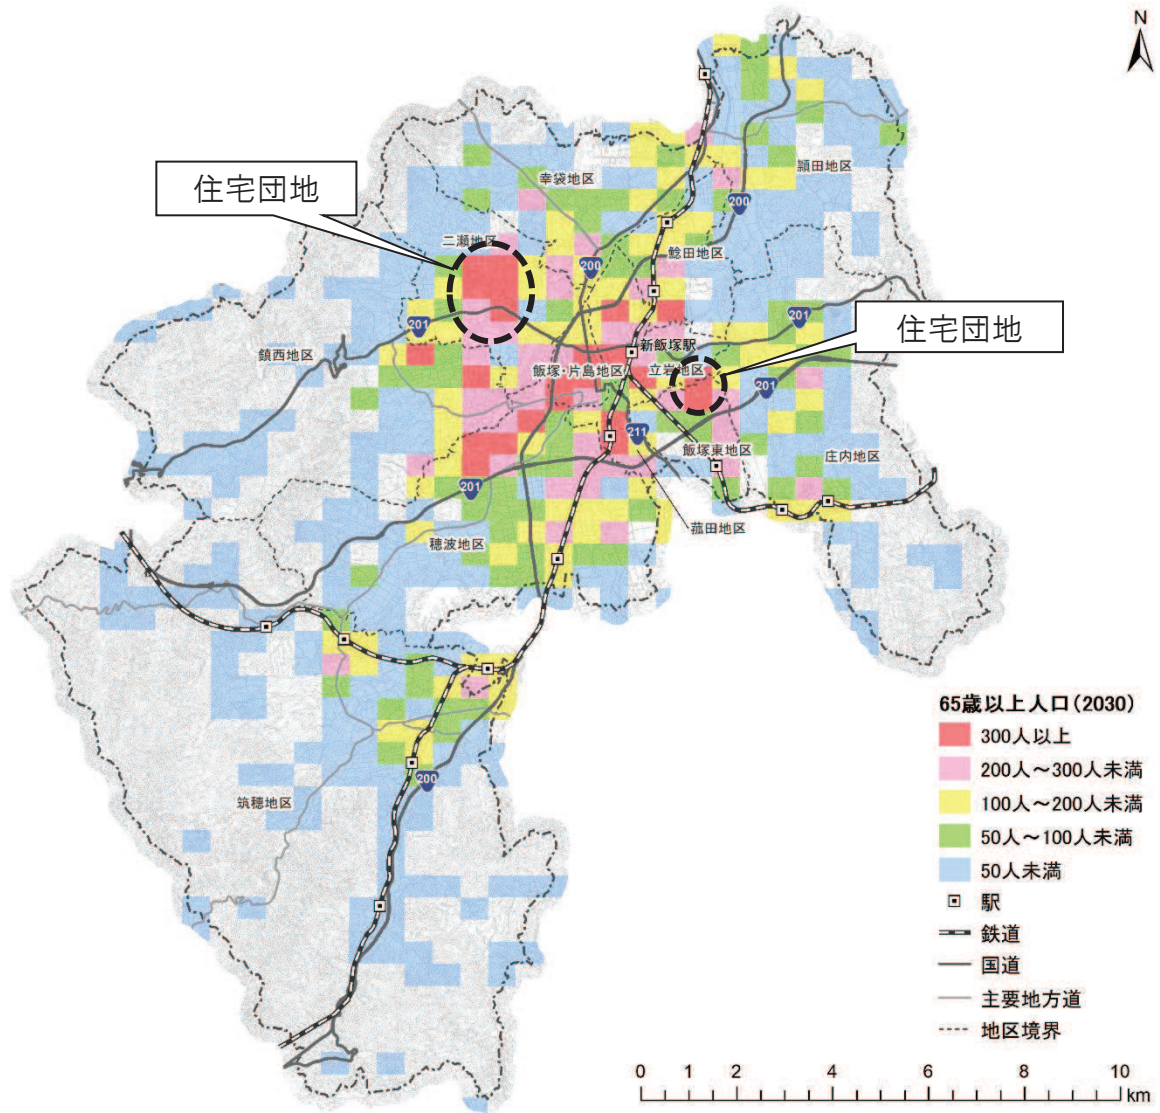 N
頴田地区
住宅団地
幸袋地区
200
二瀬地区
鯰田地区
200
201
201
住宅団地
鎮西地区
新飯塚駅
飯塚・片島地区
立岩地区
201
211
飯塚東地区
庄内地区
201
菰田地区
穂波地区
200
筑穂地区
65歳以上人口(2030)
300人以上
200人～300人未満
100人～200人未満
50人～100人未満
50人未満
駅
鉄道
国道
主要地方道
地区境界
0 1 2 4 6 8 10
km